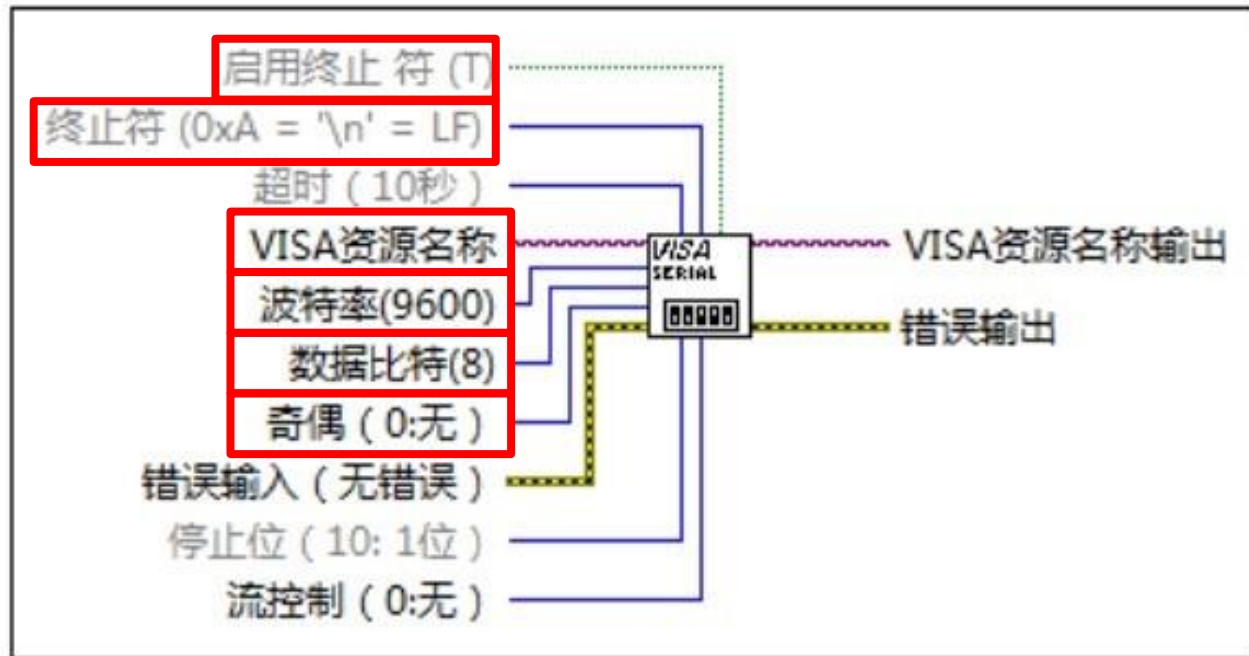 启用终止 符 (T)
终止符 (0xA = '\n' = LF)
超时（10秒）
VISA资源名称
VISA资源名称输出
VISA
SERIAL
波特率(9600)
错误输出
数据比特(8)
奇偶（0:无）
错误输入（无错误）
停止位（10: 1位）
流控制（0:无）